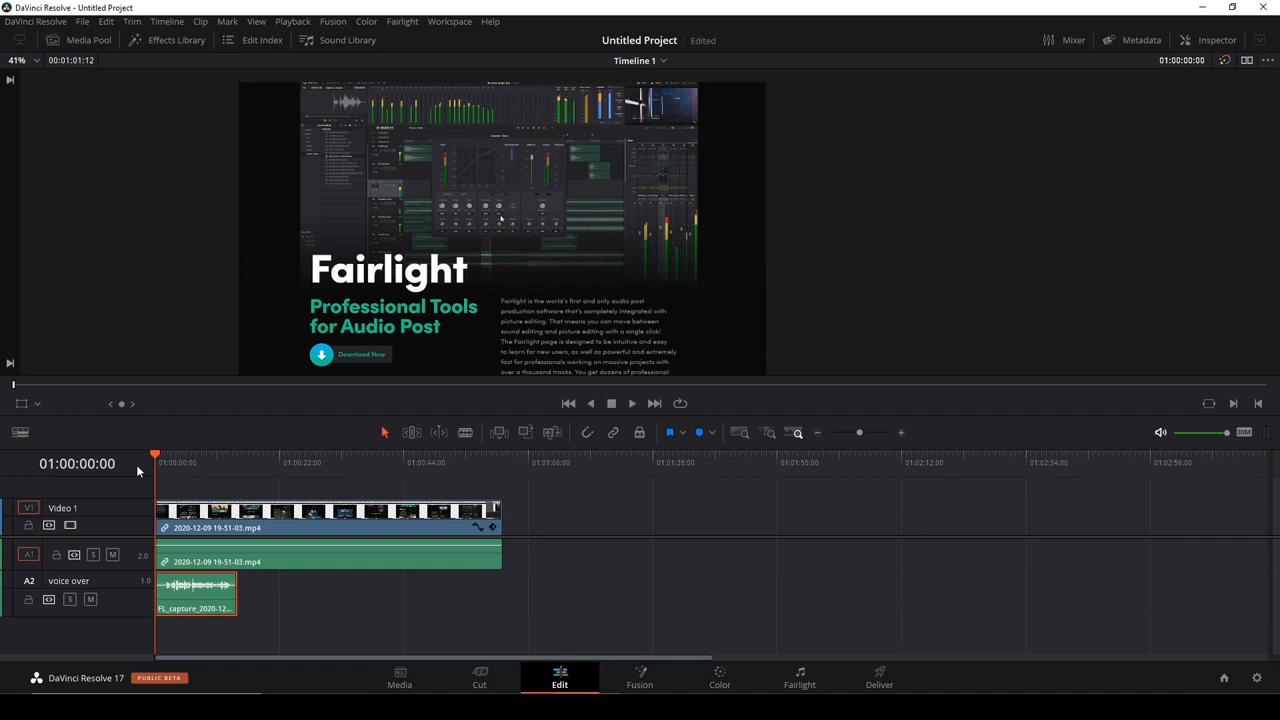 DaVinci Resolve - Untitled Project
DaVinci Resolve File Edit Trim Timeline Clip Mark View Playback Fusion Color Fairlight Workspace Help
Media Pool Effects Library Edit Index Sound Library Untitled Project Edited Mixer Metadata Inspector
41% 00:01:01:12 Timeline 1 01:00:00:00
Fairlight
Professional Tools
for Audio Post
Download Now
Fairlight is the world's first and only audio post
production software that's completely integrated with
picture editing. That means you can move between
sound editing and picture editing with a single click!
The Fairlight page is designed to be intuitive and easy
to learn for new users, as well as powerful and extremely
fast for professionals working on massive projects with
over a thousand tracks. You get dozens of professional
DIM
01:00:00:00
01:00:00:00 01:00:22:00 01:00:44:00 01:01:06:00 01:01:28:00 01:01:50:00 01:02:12:00 01:02:34:00 01:02:56:00
V1 Video 1
2020-12-09 19-51-03.mp4
A1 S M 2.0
2020-12-09 19-51-03.mp4
A2 voice over 1.0
S M
FL_capture_2020-12...
DaVinci Resolve 17 PUBLIC BETA
Media Cut Edit Fusion Color Fairlight Deliver